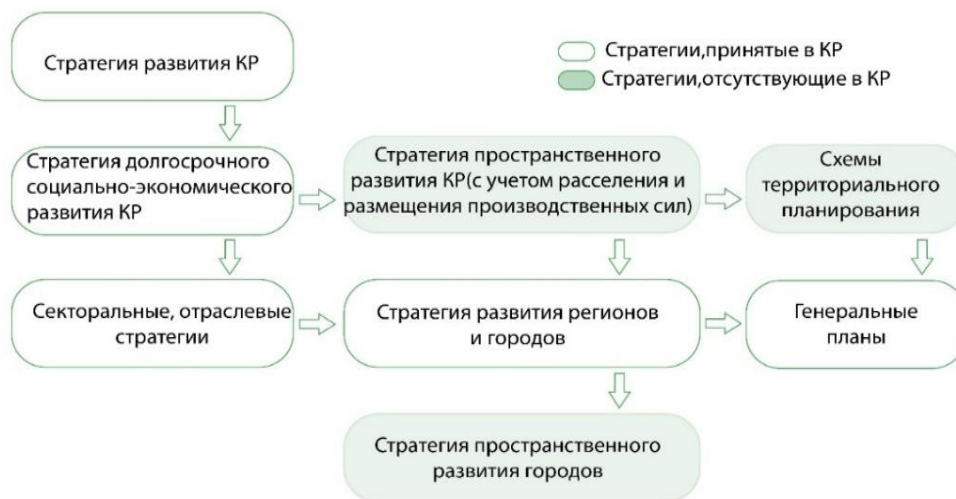 Стратегия развития КР
Стратегии,принятые в КР
Стратегии,отсутствующие в КР
Стратегия долгосрочного
социально-экономического
развития КР
Стратегия пространственного
развития КР(с учетом расселения и
размещения производственных сил)
Схемы
территориального
планирования
Секторальные, отраслевые
стратегии
Стратегия развития регионов
и городов
Генеральные
планы
Стратегия пространственного
развития городов